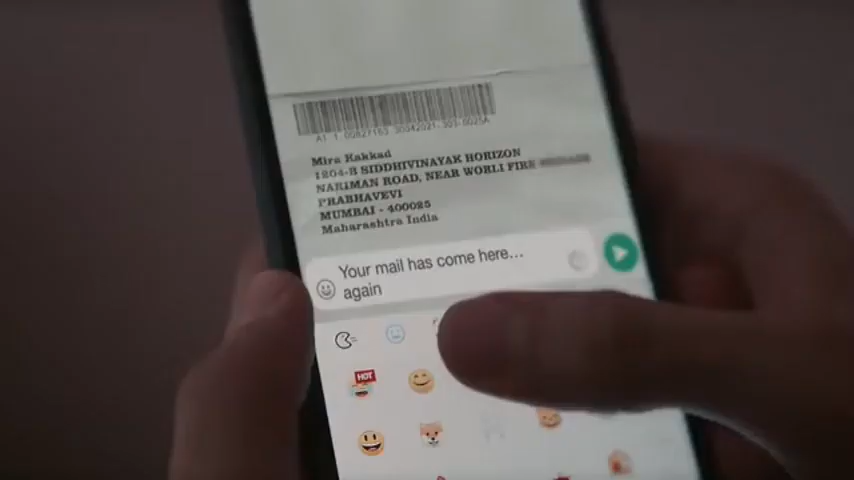 Mira Kakkad
1204-B SIDDHIVINAYAK HORIZON
NARIMAN ROAD, NEAR WORLI FIRE
PRABHAVEVI
MUMBAI - 400025
Maharashtra India
Your mail has come here...
again
HOT